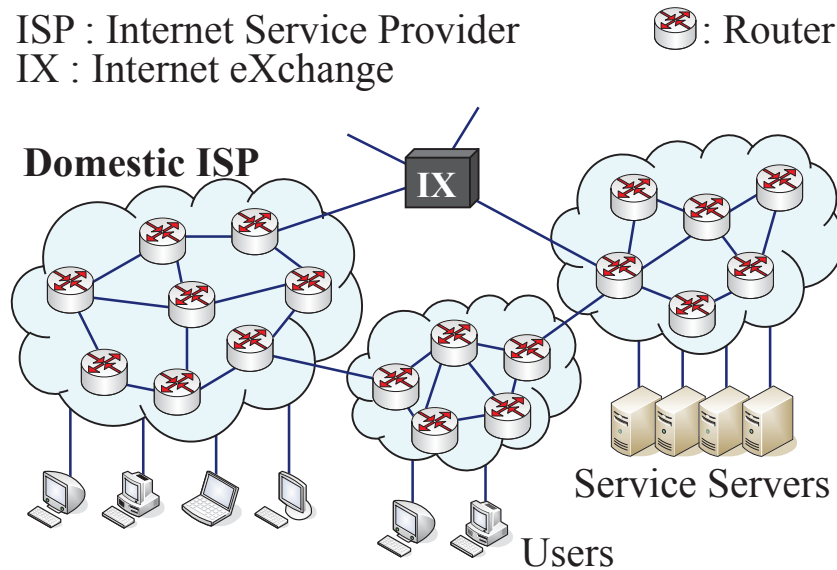 ISP : Internet Service Provider
: Router
IX : Internet eXchange
Domestic ISP
IX
Service Servers
Users